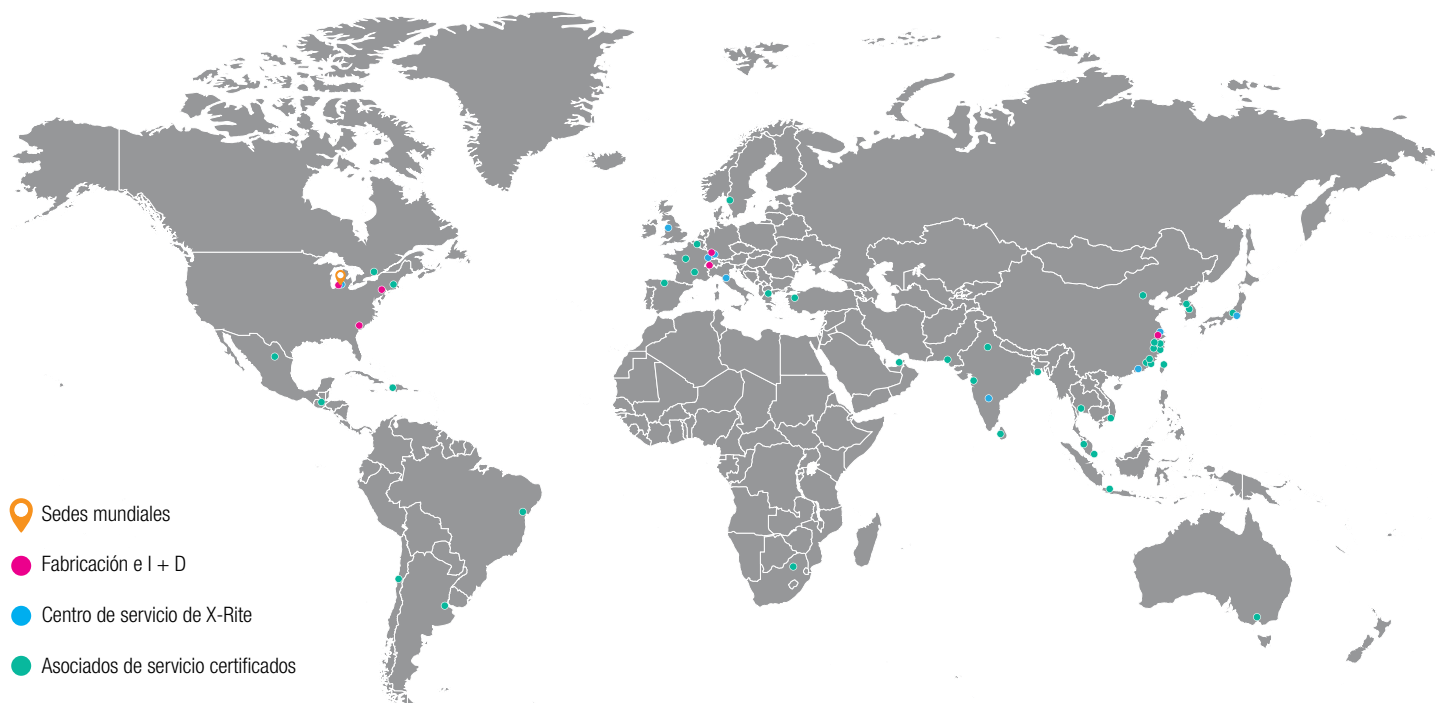 Sedes mundiales
Fabricación e I + D
Centro de servicio de X-Rite
Asociados de servicio certificados